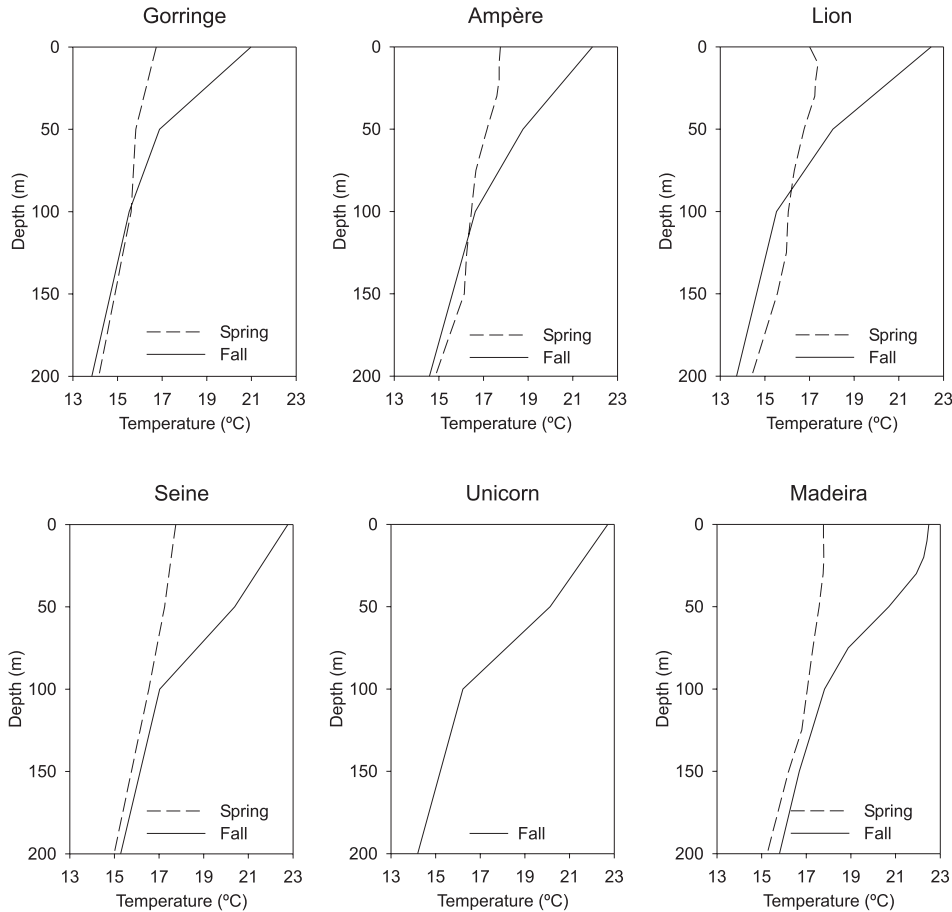 Gorringe
Ampère
Lion
0
50
100
150
200
Depth (m)
13 15 17 19 21 23
Temperature (ºC)
Spring
Fall
0
50
100
150
200
Depth (m)
13 15 17 19 21 23
Temperature (ºC)
Spring
Fall
0
50
100
150
200
Depth (m)
13 15 17 19 21 23
Temperature (ºC)
Spring
Fall
Seine
Unicorn
Madeira
0
50
100
150
200
Depth (m)
13 15 17 19 21 23
Temperature (ºC)
Spring
Fall
0
50
100
150
200
Depth (m)
13 15 17 19 21 23
Temperature (ºC)
Fall
0
50
100
150
200
Depth (m)
13 15 17 19 21 23
Temperature (ºC)
Spring
Fall